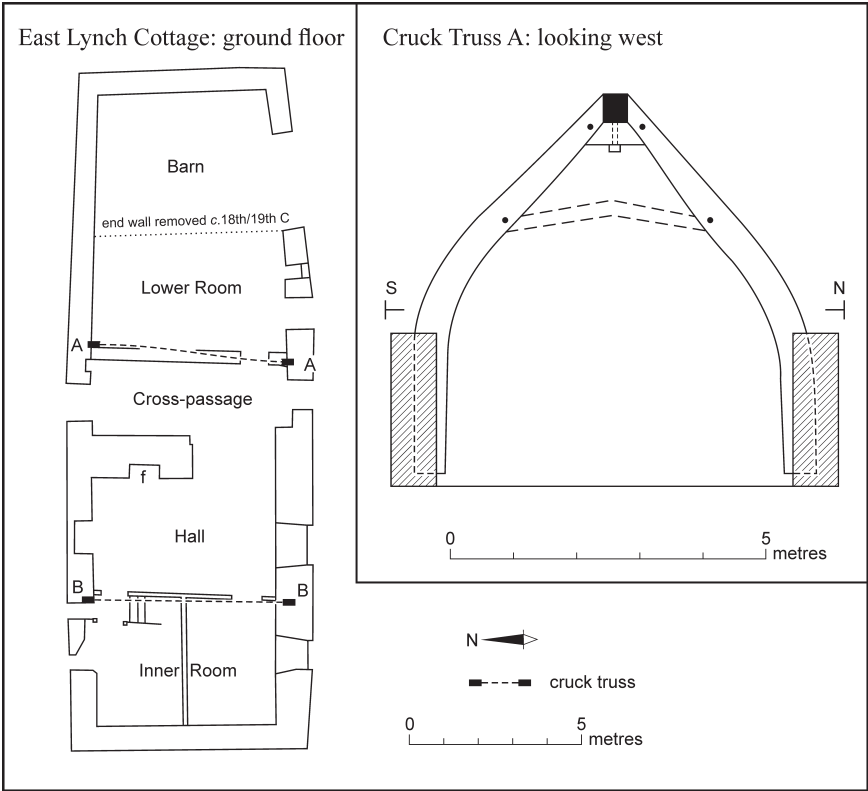 East Lynch Cottage: ground floor
Barn
end wall removed c.18th/19th C
Lower Room
A
A
Cross-passage
f
Hall
B
B
Inner Room
Cruck Truss A: looking west
S
N
0
5
metres
N
cruck truss
0
5
metres